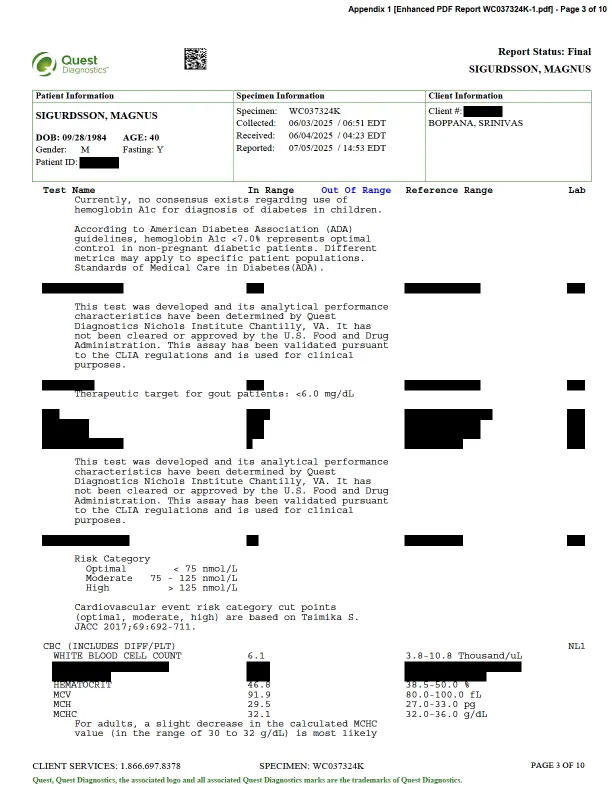 Appendix 1 [Enhanced PDF Report WC037324K-1.pdf] - Page 3 of 10
Quest Diagnostics™
Report Status: Final
SIGURDSSON, MAGNUS
Patient Information Specimen Information Client Information
SIGURDSSON, MAGNUS
DOB: 09/28/1984 AGE: 40
Gender: M Fasting: Y
Patient ID:
Specimen: WC037324K
Collected: 06/03/2025 / 06:51 EDT
Received: 06/04/2025 / 04:23 EDT
Reported: 07/05/2025 / 14:53 EDT
Client #:
BOPPANA, SRINIVAS
Test Name In Range Out Of Range Reference Range Lab
Currently, no consensus exists regarding use of
hemoglobin A1c for diagnosis of diabetes in children.
According to American Diabetes Association (ADA)
guidelines, hemoglobin A1c <7.0% represents optimal
control in non-pregnant diabetic patients. Different
metrics may apply to specific patient populations.
Standards of Medical Care in Diabetes(ADA).
This test was developed and its analytical performance
characteristics have been determined by Quest
Diagnostics Nichols Institute Chantilly, VA. It has
not been cleared or approved by the U.S. Food and Drug
Administration. This assay has been validated pursuant
to the CLIA regulations and is used for clinical
purposes.
Therapeutic target for gout patients: <6.0 mg/dL
This test was developed and its analytical performance
characteristics have been determined by Quest
Diagnostics Nichols Institute Chantilly, VA. It has
not been cleared or approved by the U.S. Food and Drug
Administration. This assay has been validated pursuant
to the CLIA regulations and is used for clinical
purposes.
Risk Category
Optimal < 75 nmol/L
Moderate 75 - 125 nmol/L
High > 125 nmol/L
Cardiovascular event risk category cut points
(optimal, moderate, high) are based on Tsimika S.
JACC 2017;69:692-711.
CBC (INCLUDES DIFF/PLT) NL1
WHITE BLOOD CELL COUNT 6.1 3.8-10.8 Thousand/uL
HEMATOCRIT 46.8 38.5-50.0 %
MCV 91.9 80.0-100.0 fL
MCH 29.5 27.0-33.0 pg
MCHC 32.1 32.0-36.0 g/dL
For adults, a slight decrease in the calculated MCHC
value (in the range of 30 to 32 g/dL) is most likely
CLIENT SERVICES: 1.866.697.8378 SPECIMEN: WC037324K PAGE 3 OF 10
Quest, Quest Diagnostics, the associated logo and all associated Quest Diagnostics marks are the trademarks of Quest Diagnostics.